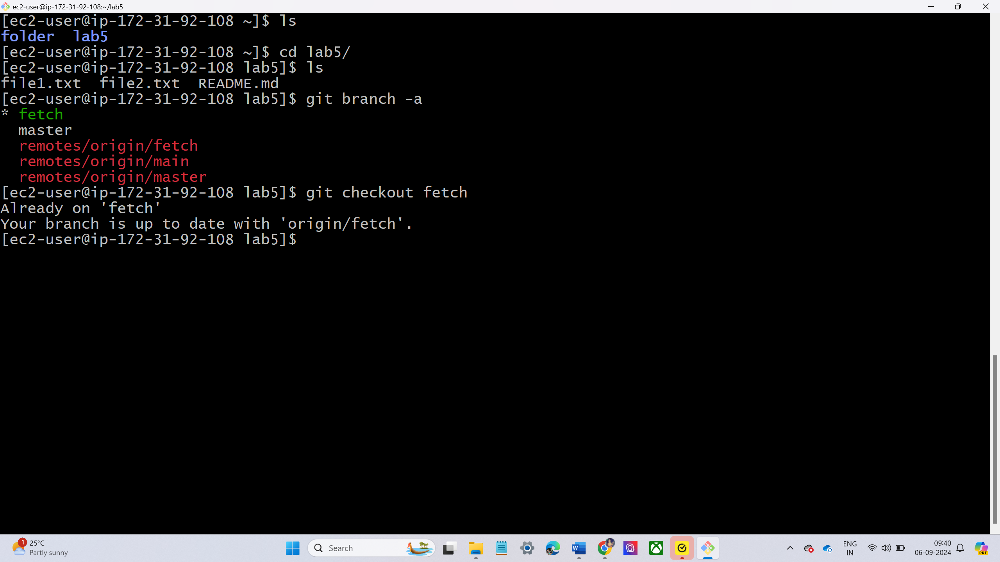 ec2-user@ip-172-31-92-108:~/lab5
[ec2-user@ip-172-31-92-108 ~]$ ls
folder  lab5
[ec2-user@ip-172-31-92-108 ~]$ cd lab5/
[ec2-user@ip-172-31-92-108 lab5]$ ls
file1.txt  file2.txt  README.md
[ec2-user@ip-172-31-92-108 lab5]$ git branch -a
* fetch
  master
  remotes/origin/fetch
  remotes/origin/main
  remotes/origin/master
[ec2-user@ip-172-31-92-108 lab5]$ git checkout fetch
Already on 'fetch'
Your branch is up to date with 'origin/fetch'.
[ec2-user@ip-172-31-92-108 lab5]$
1
25°C
Partly sunny
Search
W
ENG
IN
09:40
06-09-2024
PRE